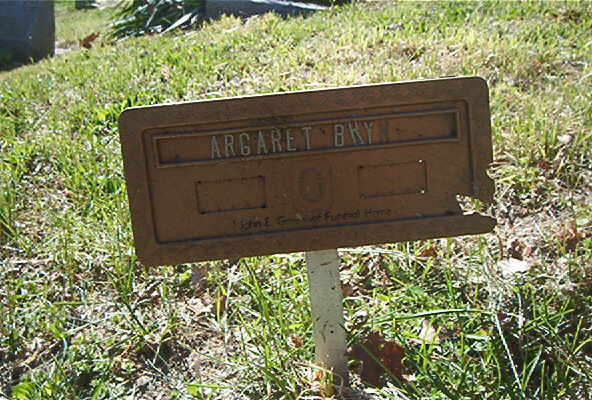 ARGARET BRY
John E. Funeral Home